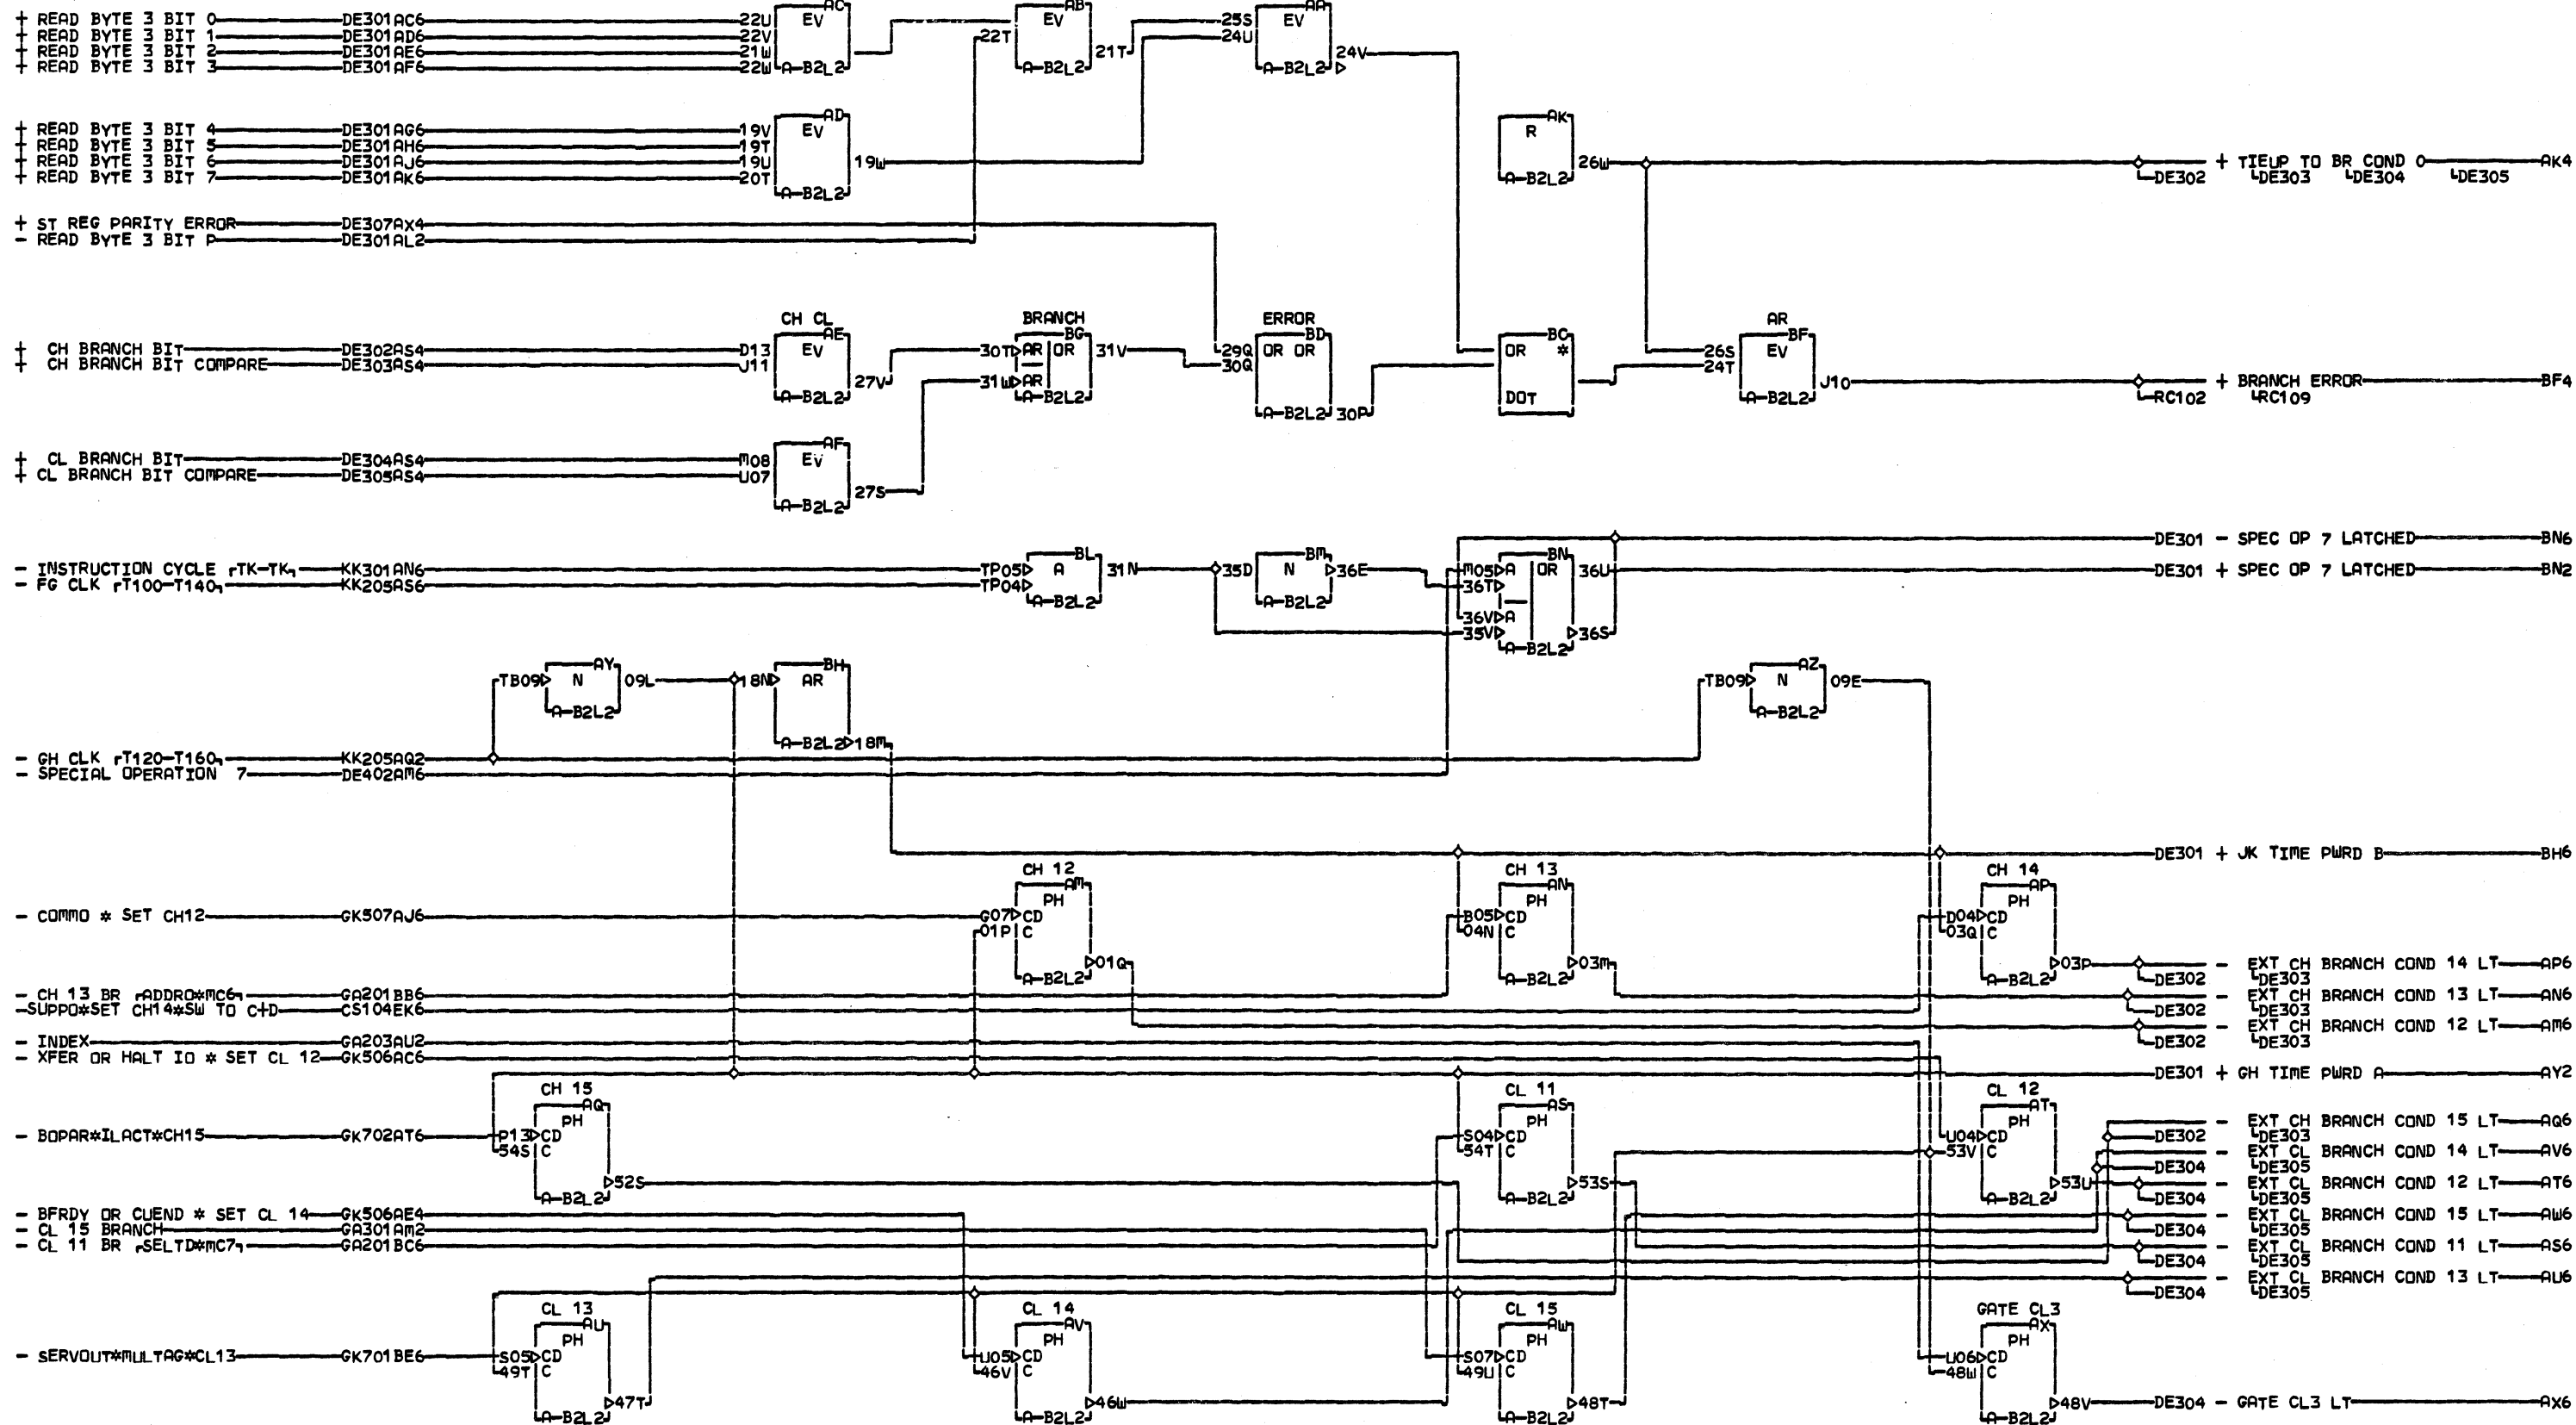 AC AB AA
+ READ BYTE 3 BIT 0 DE301AC6 22U EV EV 25S EV
+ READ BYTE 3 BIT 1 DE301AD6 22V 22T 24U
+ READ BYTE 3 BIT 2 DE301AE6 21W 21T 24V
+ READ BYTE 3 BIT 3 DE301AF6 22W A-B2L2 A-B2L2 A-B2L2
AD AK
+ READ BYTE 3 BIT 4 DE301AG6 19V EV R
+ READ BYTE 3 BIT 5 DE301AH6 19T
+ READ BYTE 3 BIT 6 DE301AJ6 19U 19W 26W + TIEUP TO BR COND 0 AK4
+ READ BYTE 3 BIT 7 DE301AK6 20T A-B2L2 A-B2L2 DE302 DE303 DE304 DE305
+ ST REG PARITY ERROR DE307AX4
- READ BYTE 3 BIT P DE301AL2
CH CL BRANCH ERROR AR
AE BG BD BC BF
+ CH BRANCH BIT DE302AS4 D13 EV 30T AR OR 31V 29Q OR OR OR * 26S EV
+ CH BRANCH BIT COMPARE DE303AS4 J11 30Q 24T
27V 31W AR J10 + BRANCH ERROR BF4
A-B2L2 A-B2L2 DOT A-B2L2 RC102 RC109
A-B2L2 30P
AF
+ CL BRANCH BIT DE304AS4 M08 EV
+ CL BRANCH BIT COMPARE DE305AS4 U07
27S
A-B2L2
DE301 - SPEC OP 7 LATCHED BN6
BL BM BN
- INSTRUCTION CYCLE TK-TK KK301AN6 TP05 A 31N 35D N 36E M05 A OR 36U DE301 + SPEC OP 7 LATCHED BN2
- FG CLK T100-T140 KK205AS6 TP04 36T
A-B2L2 A-B2L2
36V A
35V 36S
A-B2L2
AY BH AZ
TB09 N 09L 18N AR TB09 N 09E
A-B2L2 A-B2L2
A-B2L2 18M
- GH CLK T120-T160 KK205AQ2
- SPECIAL OPERATION 7 DE402AM6
DE301 + JK TIME PWRD B BH6
CH 12 CH 13 CH 14
AM AN AP
PH PH PH
- COMMO * SET CH12 GK507AJ6 G07 CD B05 CD D04 CD
01P C 04N C 03Q C
01Q 03M 03P - EXT CH BRANCH COND 14 LT AP6
A-B2L2 A-B2L2 A-B2L2 DE302 DE303
- CH 13 BR ADDRO*MC6 GA201BB6 - EXT CH BRANCH COND 13 LT AN6
-SUPPO*SET CH14*SW TO C+D CS104EK6 DE302 DE303
- EXT CH BRANCH COND 12 LT AM6
- INDEX GA203AU2 DE302 DE303
- XFER OR HALT IO * SET CL 12 GK506AC6
DE301 + GH TIME PWRD A AY2
CH 15 CL 11 CL 12
AQ AS AT
PH PH PH - EXT CH BRANCH COND 15 LT AQ6
- BOPAR*ILACT*CH15 GK702AT6 P13 CD S04 CD U04 CD DE302 DE303
54S C 54T C 53V C - EXT CL BRANCH COND 14 LT AV6
DE304 DE305
52S 53S 53U - EXT CL BRANCH COND 12 LT AT6
A-B2L2 A-B2L2 A-B2L2 DE304 DE305
- BFRDY OR CUEND * SET CL 14 GK506AE4 - EXT CL BRANCH COND 15 LT AW6
- CL 15 BRANCH GA301AM2 DE304 DE305
- CL 11 BR SELTD*MC7 GA201BC6 - EXT CL BRANCH COND 11 LT AS6
DE304 DE305
- EXT CL BRANCH COND 13 LT AU6
DE304 DE305
CL 13 CL 14 CL 15 GATE CL3
AU AV AW AX
PH PH PH PH
- SERVOUT*MULTAG*CL13 GK701BE6 S05 CD U05 CD S07 CD U06 CD
49T C 46V C 49U C 48W C
47T 46W 48T 48V DE304 - GATE CL3 LT AX6
A-B2L2 A-B2L2 A-B2L2 A-B2L2